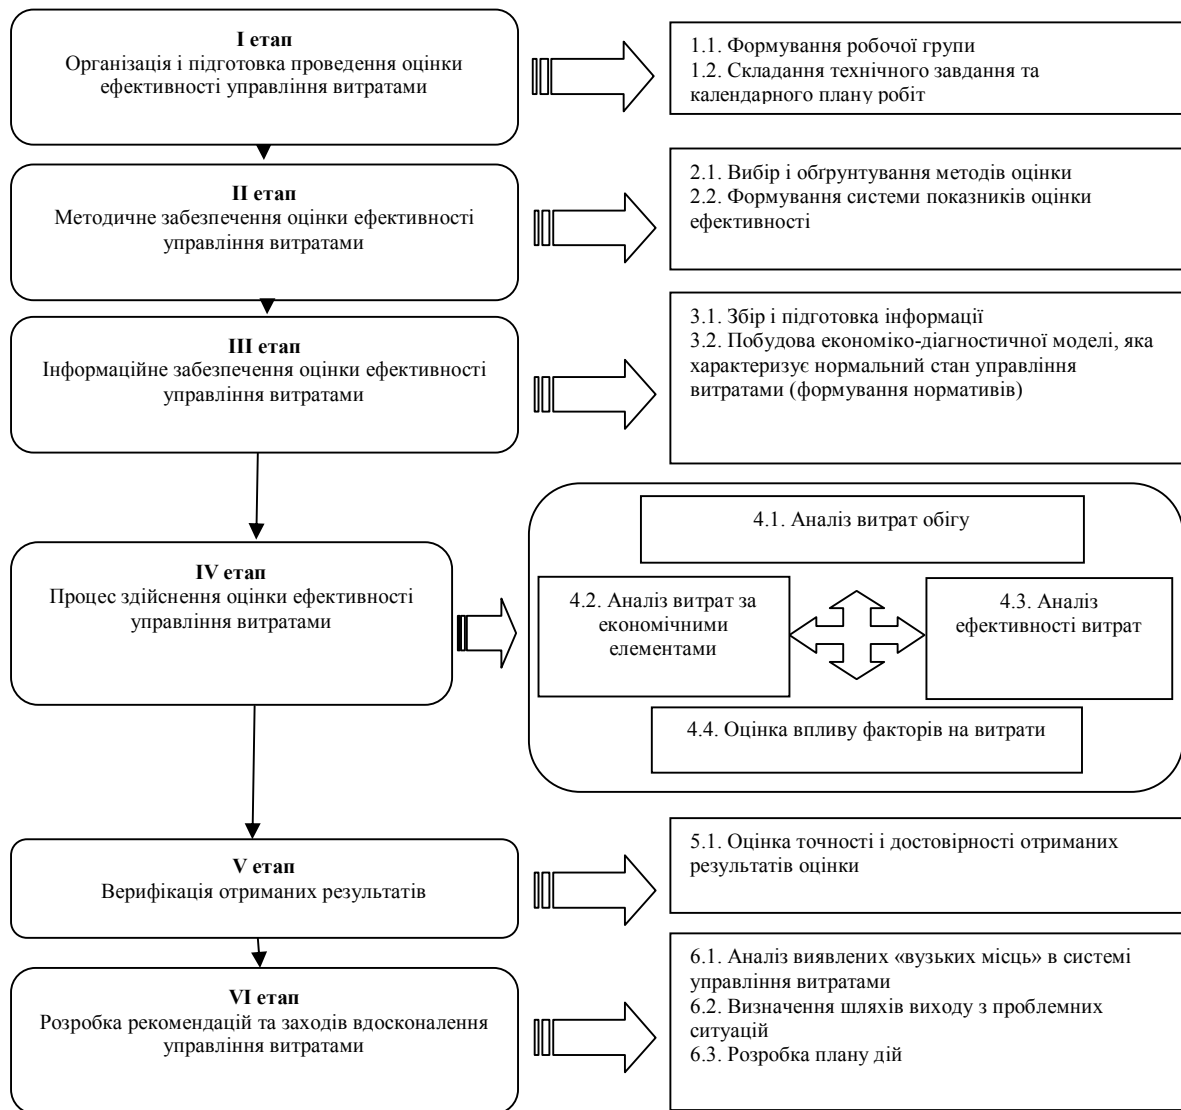 I етап
Організація і підготовка проведення оцінки
ефективності управління витратами
1.1. Формування робочої групи
1.2. Складання технічного завдання та
календарного плану робіт
II етап
Методичне забезпечення оцінки ефективності
управління витратами
2.1. Вибір і обґрунтування методів оцінки
2.2. Формування системи показників оцінки
ефективності
III етап
Інформаційне забезпечення оцінки ефективності
управління витратами
3.1. Збір і підготовка інформації
3.2. Побудова економіко-діагностичної моделі, яка
характеризує нормальний стан управління
витратами (формування нормативів)
IV етап
Процес здійснення оцінки ефективності
управління витратами
4.1. Аналіз витрат обігу
4.2. Аналіз витрат за
економічними
елементами
4.3. Аналіз
ефективності витрат
4.4. Оцінка впливу факторів на витрати
V етап
Верифікація отриманих результатів
5.1. Оцінка точності і достовірності отриманих
результатів оцінки
VI етап
Розробка рекомендацій та заходів вдосконалення
управління витратами
6.1. Аналіз виявлених «вузьких місць» в системі
управління витратами
6.2. Визначення шляхів виходу з проблемних
ситуацій
6.3. Розробка плану дій